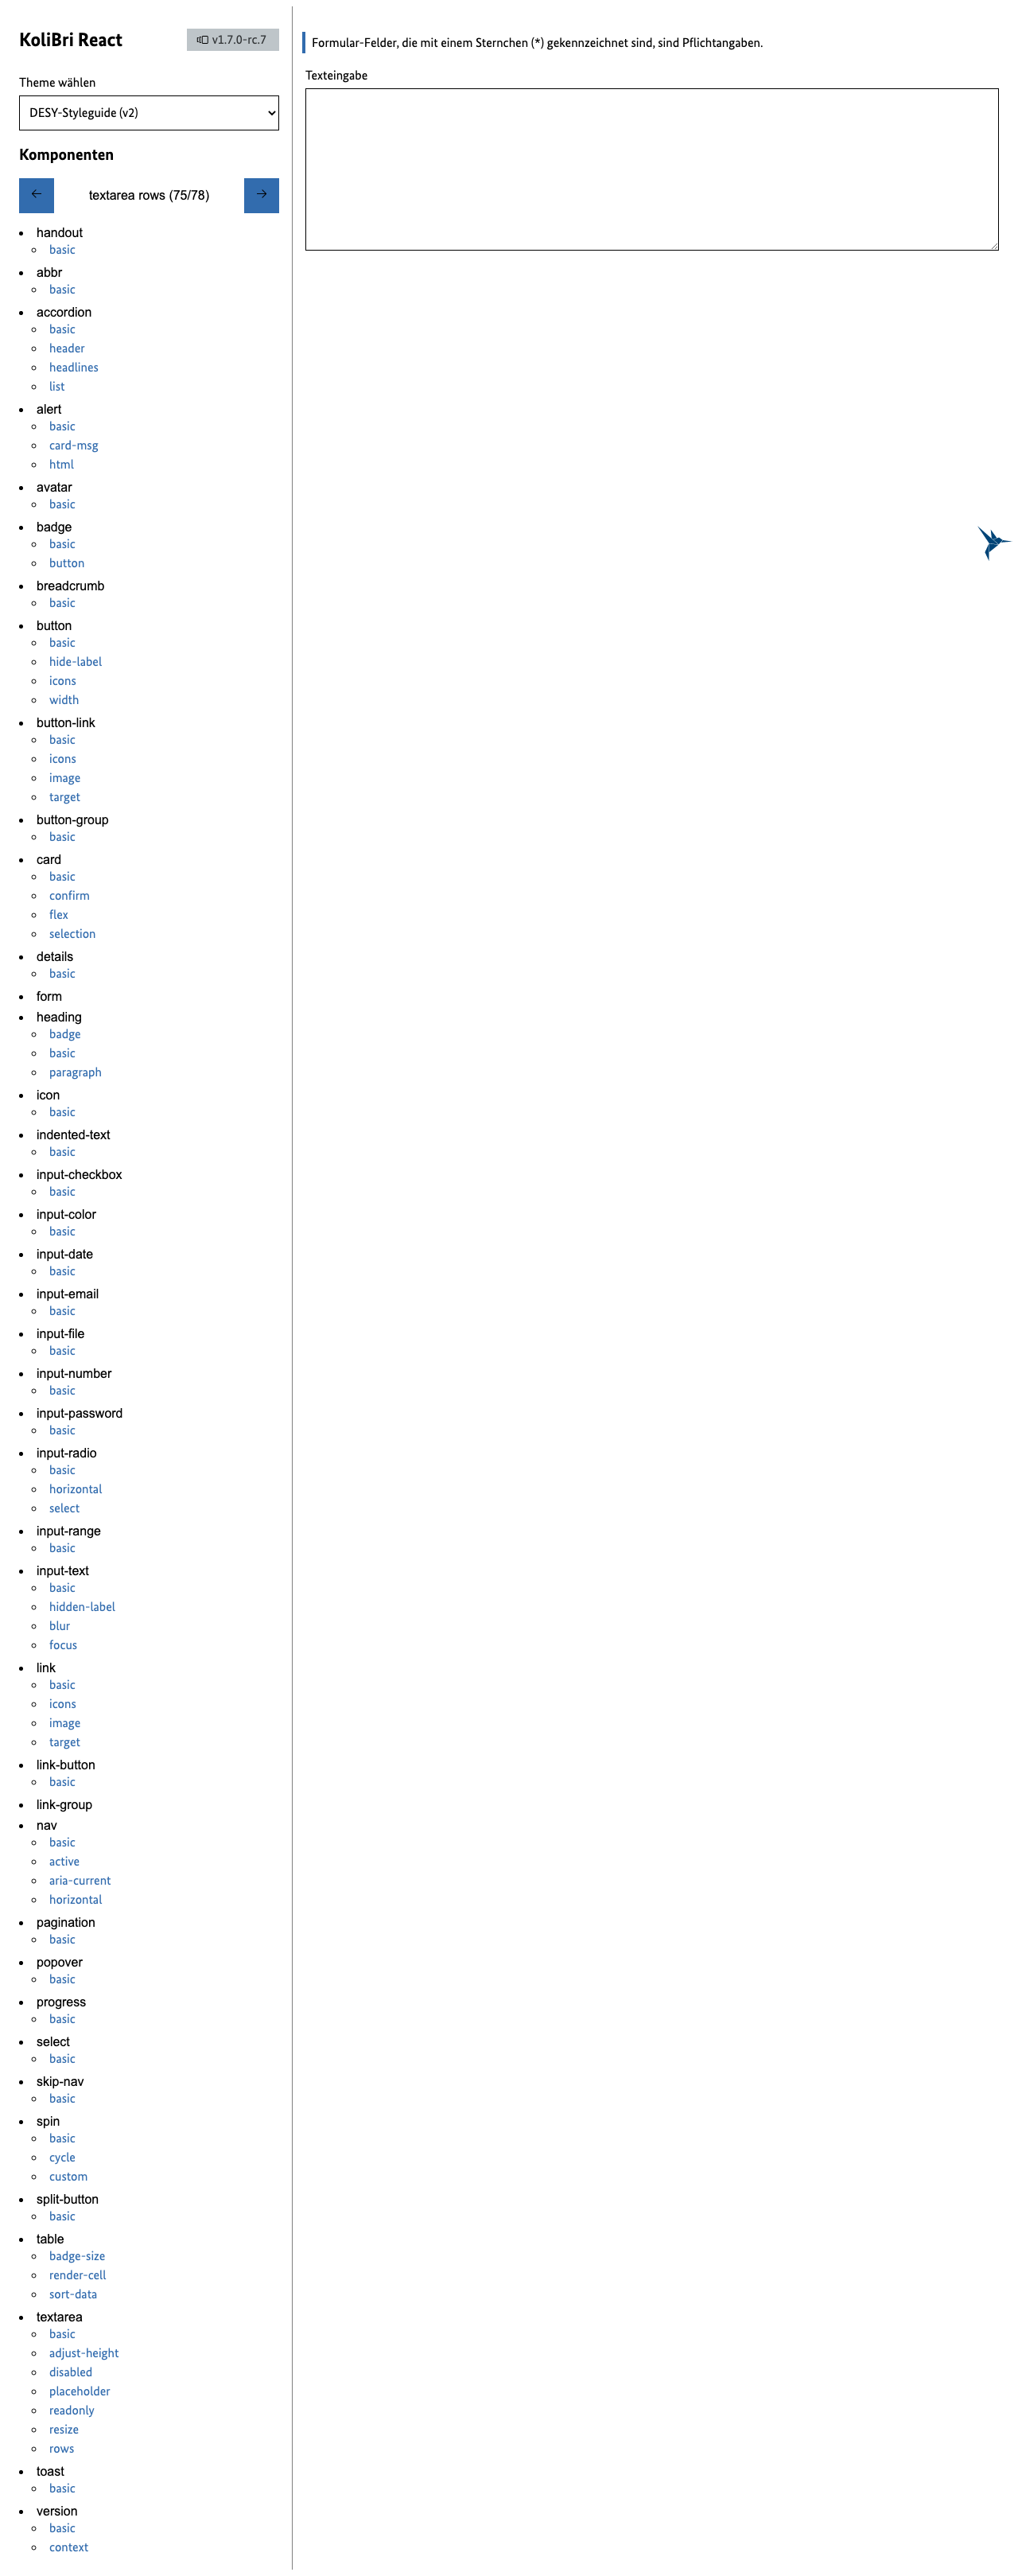 KoliBri React
v1.7.0-rc.7
Theme wählen
DESY-Styleguide (v2)
Komponenten
textarea rows (75/78)
handout
basic
abbr
basic
accordion
basic
header
headlines
list
alert
basic
card-msg
html
avatar
basic
badge
basic
button
breadcrumb
basic
button
basic
hide-label
icons
width
button-link
basic
icons
image
target
button-group
basic
card
basic
confirm
flex
selection
details
basic
form
heading
badge
basic
paragraph
icon
basic
indented-text
basic
input-checkbox
basic
input-color
basic
input-date
basic
input-email
basic
input-file
basic
input-number
basic
input-password
basic
input-radio
basic
horizontal
select
input-range
basic
input-text
basic
hidden-label
blur
focus
link
basic
icons
image
target
link-button
basic
link-group
nav
basic
active
aria-current
horizontal
pagination
basic
popover
basic
progress
basic
select
basic
skip-nav
basic
spin
basic
cycle
custom
split-button
basic
table
badge-size
render-cell
sort-data
textarea
basic
adjust-height
disabled
placeholder
readonly
resize
rows
toast
basic
version
basic
context
Formular-Felder, die mit einem Sternchen (*) gekennzeichnet sind, sind Pflichtangaben.
Texteingabe